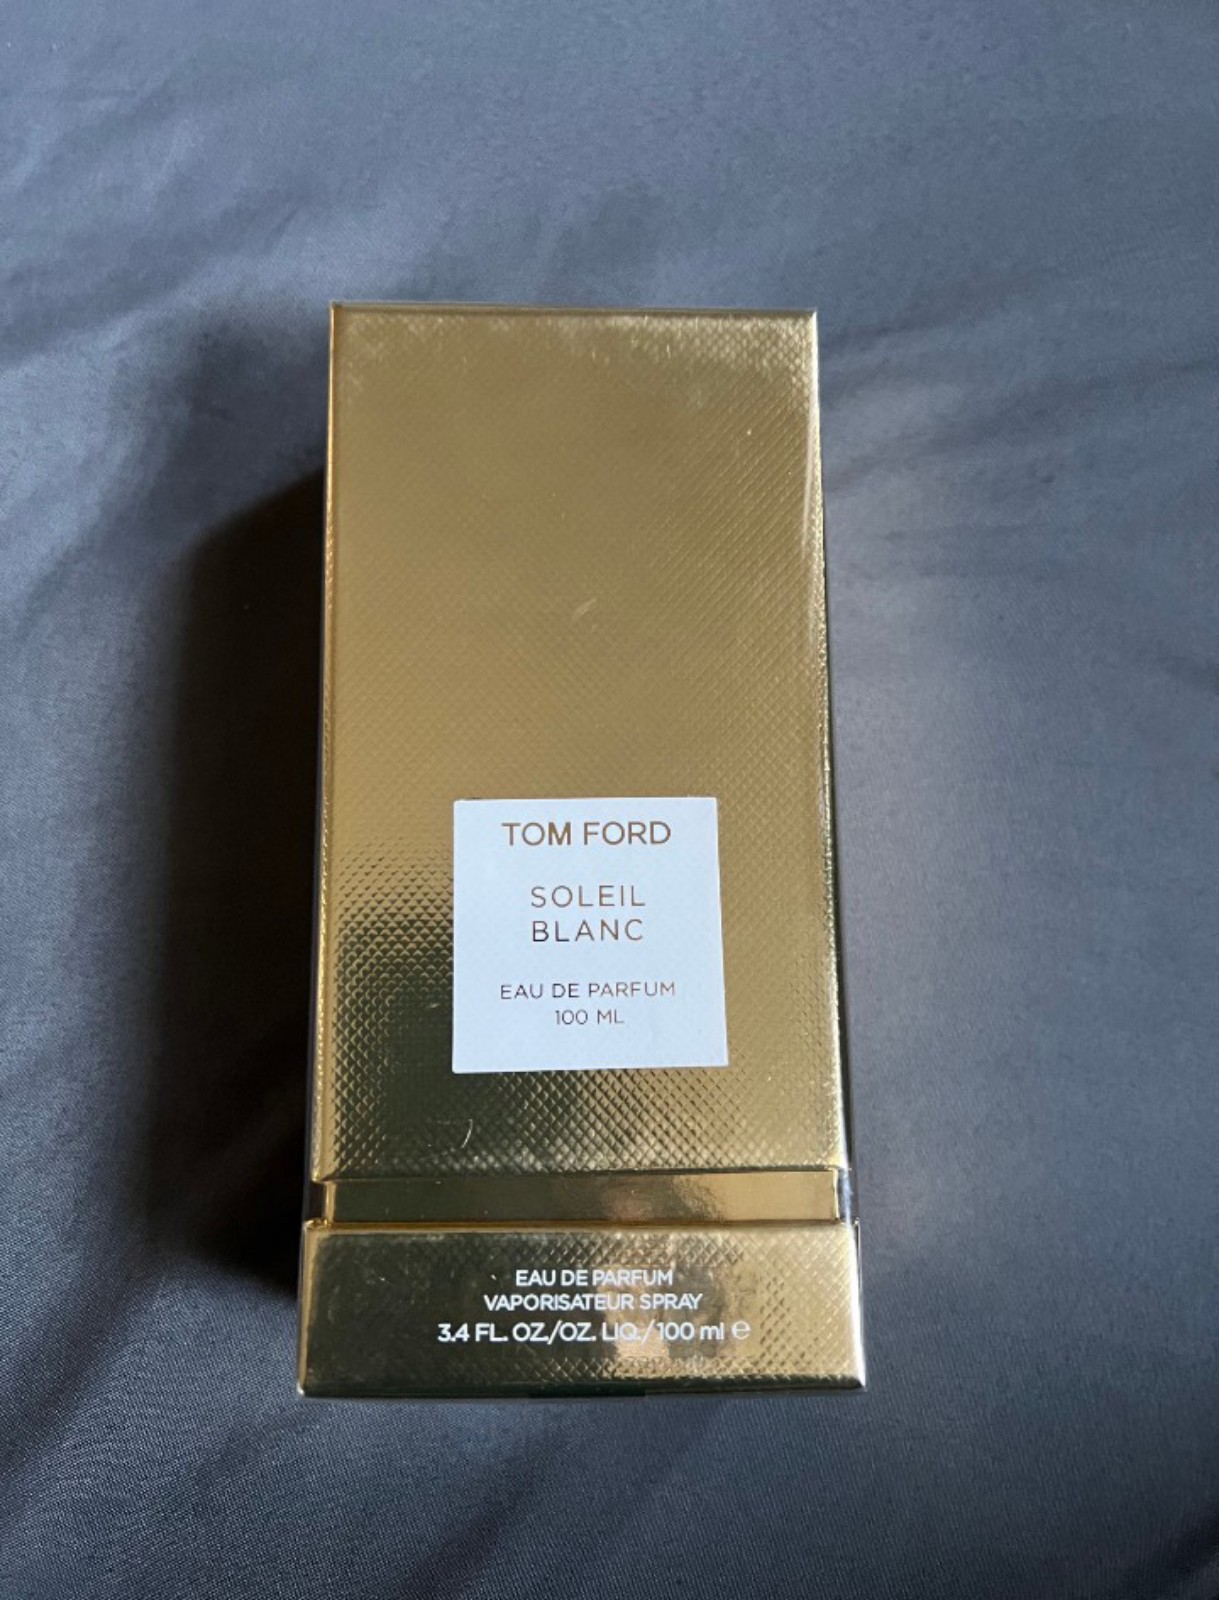 TOM FORD
SOLEIL
BLANC
EAU DE PARFUM
100 ML
EAU DE PARFUM
VAPORISATEUR SPRAY
3.4 FL. OZ./OZ. LIQ./100 ml ℮